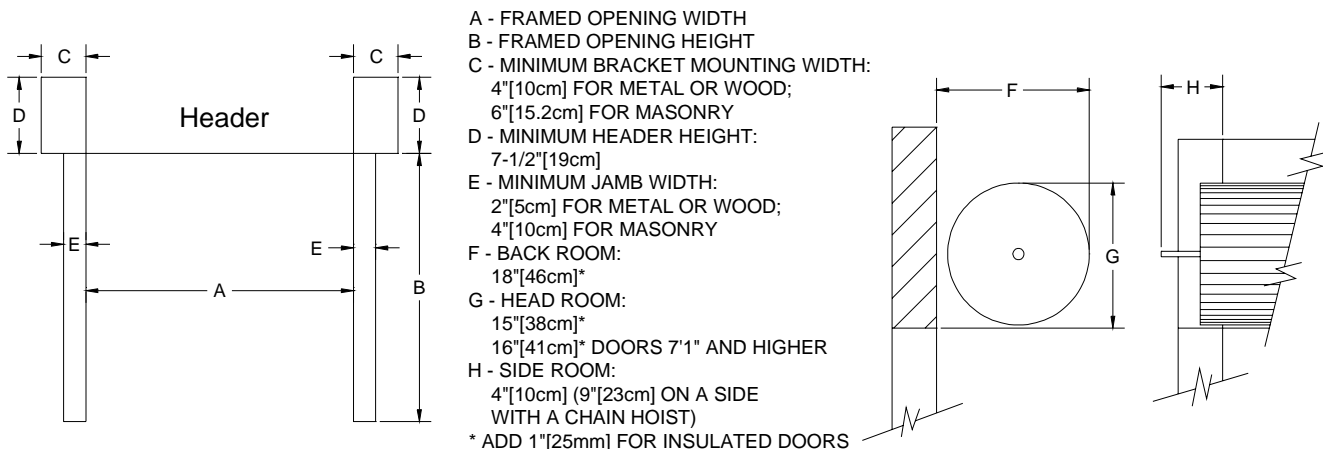 C
C
D
Header
D
E
E
A
B
A - FRAMED OPENING WIDTH
B - FRAMED OPENING HEIGHT
C - MINIMUM BRACKET MOUNTING WIDTH:
4"[10cm] FOR METAL OR WOOD;
6"[15.2cm] FOR MASONRY
D - MINIMUM HEADER HEIGHT:
7-1/2"[19cm]
E - MINIMUM JAMB WIDTH:
2"[5cm] FOR METAL OR WOOD;
4"[10cm] FOR MASONRY
F - BACK ROOM:
18"[46cm]*
G - HEAD ROOM:
15"[38cm]*
16"[41cm]* DOORS 7'1" AND HIGHER
H - SIDE ROOM:
4"[10cm] (9"[23cm] ON A SIDE
WITH A CHAIN HOIST)
* ADD 1"[25mm] FOR INSULATED DOORS
F
G
H